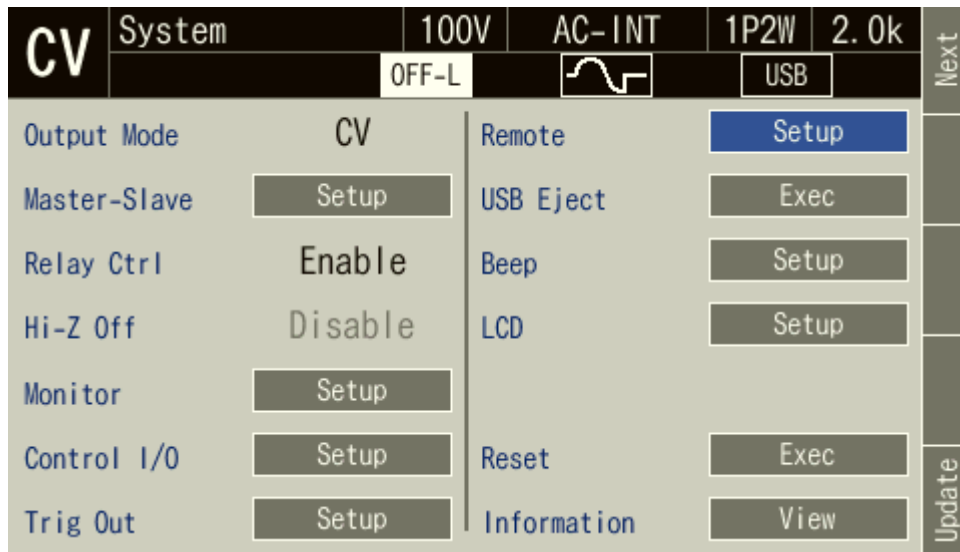 CV System 100V AC-INT 1P2W 2.0k
OFF-L USB
Next
Output Mode CV
Master-Slave Setup
Relay Ctrl Enable
Hi-Z Off Disable
Monitor Setup
Control I/O Setup
Trig Out Setup
Remote Setup
USB Eject Exec
Beep Setup
LCD Setup
Reset Exec
Information View
Update